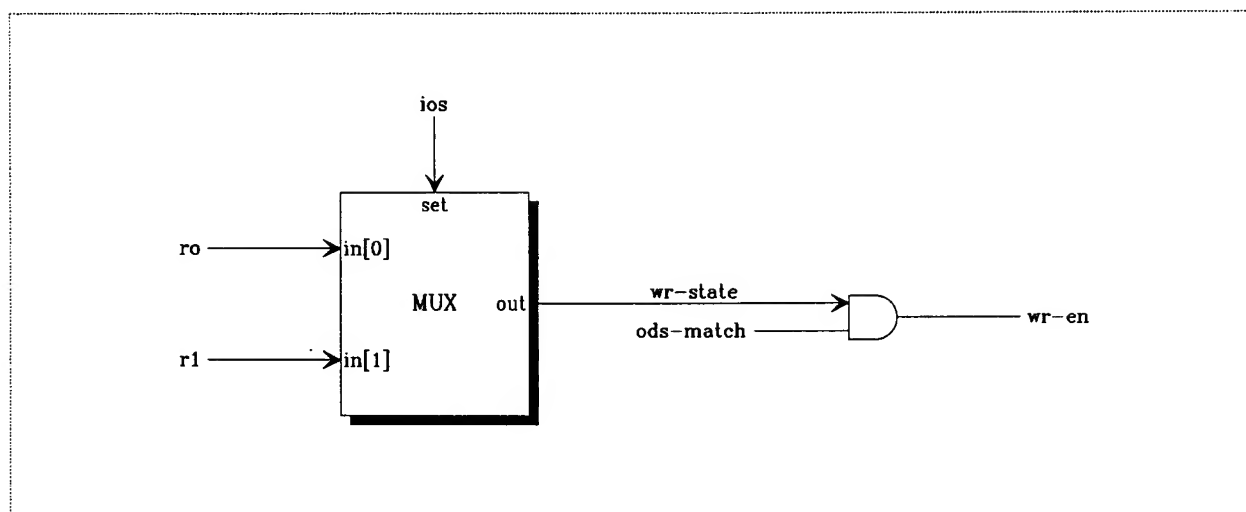 ios
set
ro
in[0]
MUX
out
wr-state
ods-match
wr-en
r1
in[1]